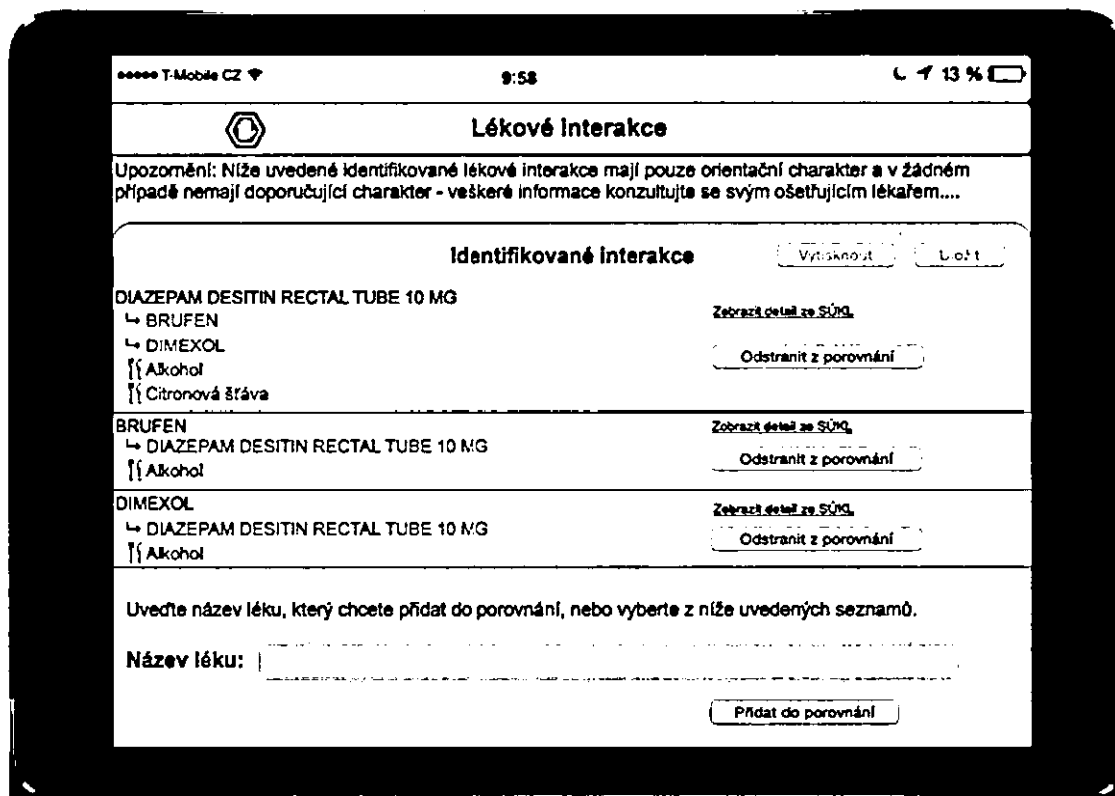 T-Mobile CZ 9:58 13 %
Lékové interakce
Upozornění: Níže uvedené identifikované lékové interakce mají pouze orientační charakter a v žádném
případě nemají doporučující charakter - veškeré informace konzultujte se svým ošetřujícím lékařem....
Identifikované interakce Vytisknout Uložit
DIAZEPAM DESITIN RECTAL TUBE 10 MG Zobrazit detail ze SÚKL
↳ BRUFEN
↳ DIMEXOL Odstranit z porovnání
Alkohol
Citronová šťáva
BRUFEN Zobrazit detail ze SÚKL
↳ DIAZEPAM DESITIN RECTAL TUBE 10 MG Odstranit z porovnání
Alkohol
DIMEXOL Zobrazit detail ze SÚKL
↳ DIAZEPAM DESITIN RECTAL TUBE 10 MG Odstranit z porovnání
Alkohol
Uveďte název léku, který chcete přidat do porovnání, nebo vyberte z níže uvedených seznamů.
Název léku:
Přidat do porovnání